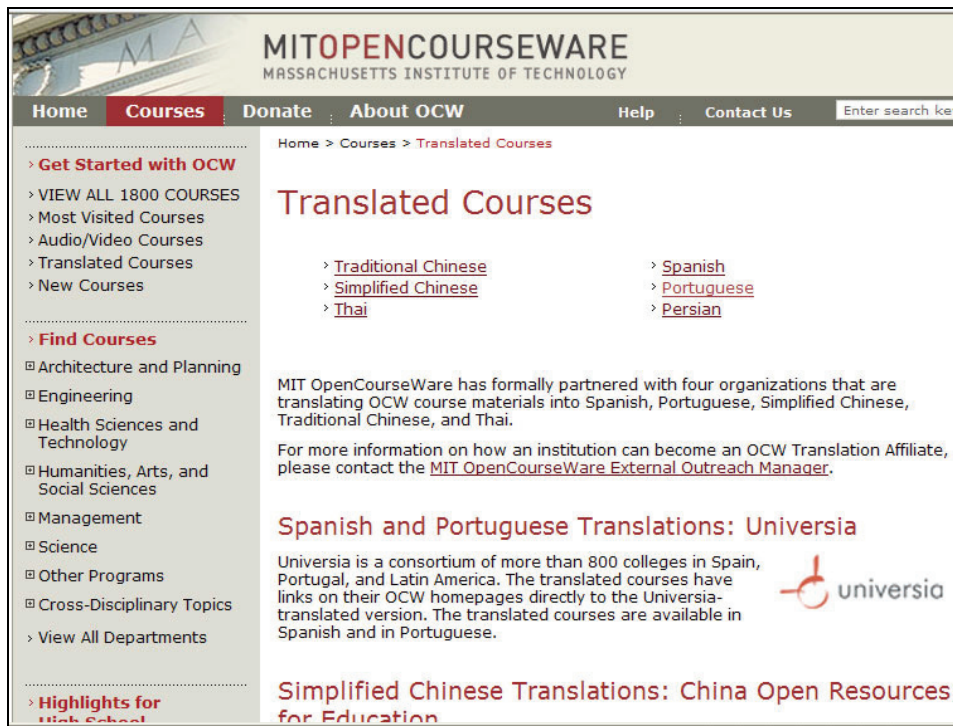 M A
MITOPENCOURSEWARE
MASSACHUSETTS INSTITUTE OF TECHNOLOGY
Home Courses Donate About OCW Help Contact Us Enter search ke
Home > Courses > Translated Courses
› Get Started with OCW
› VIEW ALL 1800 COURSES
› Most Visited Courses
› Audio/Video Courses
› Translated Courses
› New Courses
› Find Courses
Architecture and Planning
Engineering
Health Sciences and
Technology
Humanities, Arts, and
Social Sciences
Management
Science
Other Programs
Cross-Disciplinary Topics
› View All Departments
› Highlights for
High School
Translated Courses
› Traditional Chinese
› Simplified Chinese
› Thai
› Spanish
› Portuguese
› Persian
MIT OpenCourseWare has formally partnered with four organizations that are
translating OCW course materials into Spanish, Portuguese, Simplified Chinese,
Traditional Chinese, and Thai.
For more information on how an institution can become an OCW Translation Affiliate,
please contact the MIT OpenCourseWare External Outreach Manager.
Spanish and Portuguese Translations: Universia
Universia is a consortium of more than 800 colleges in Spain,
Portugal, and Latin America. The translated courses have
links on their OCW homepages directly to the Universia-
translated version. The translated courses are available in
Spanish and in Portuguese.
universia
Simplified Chinese Translations: China Open Resources
for Education